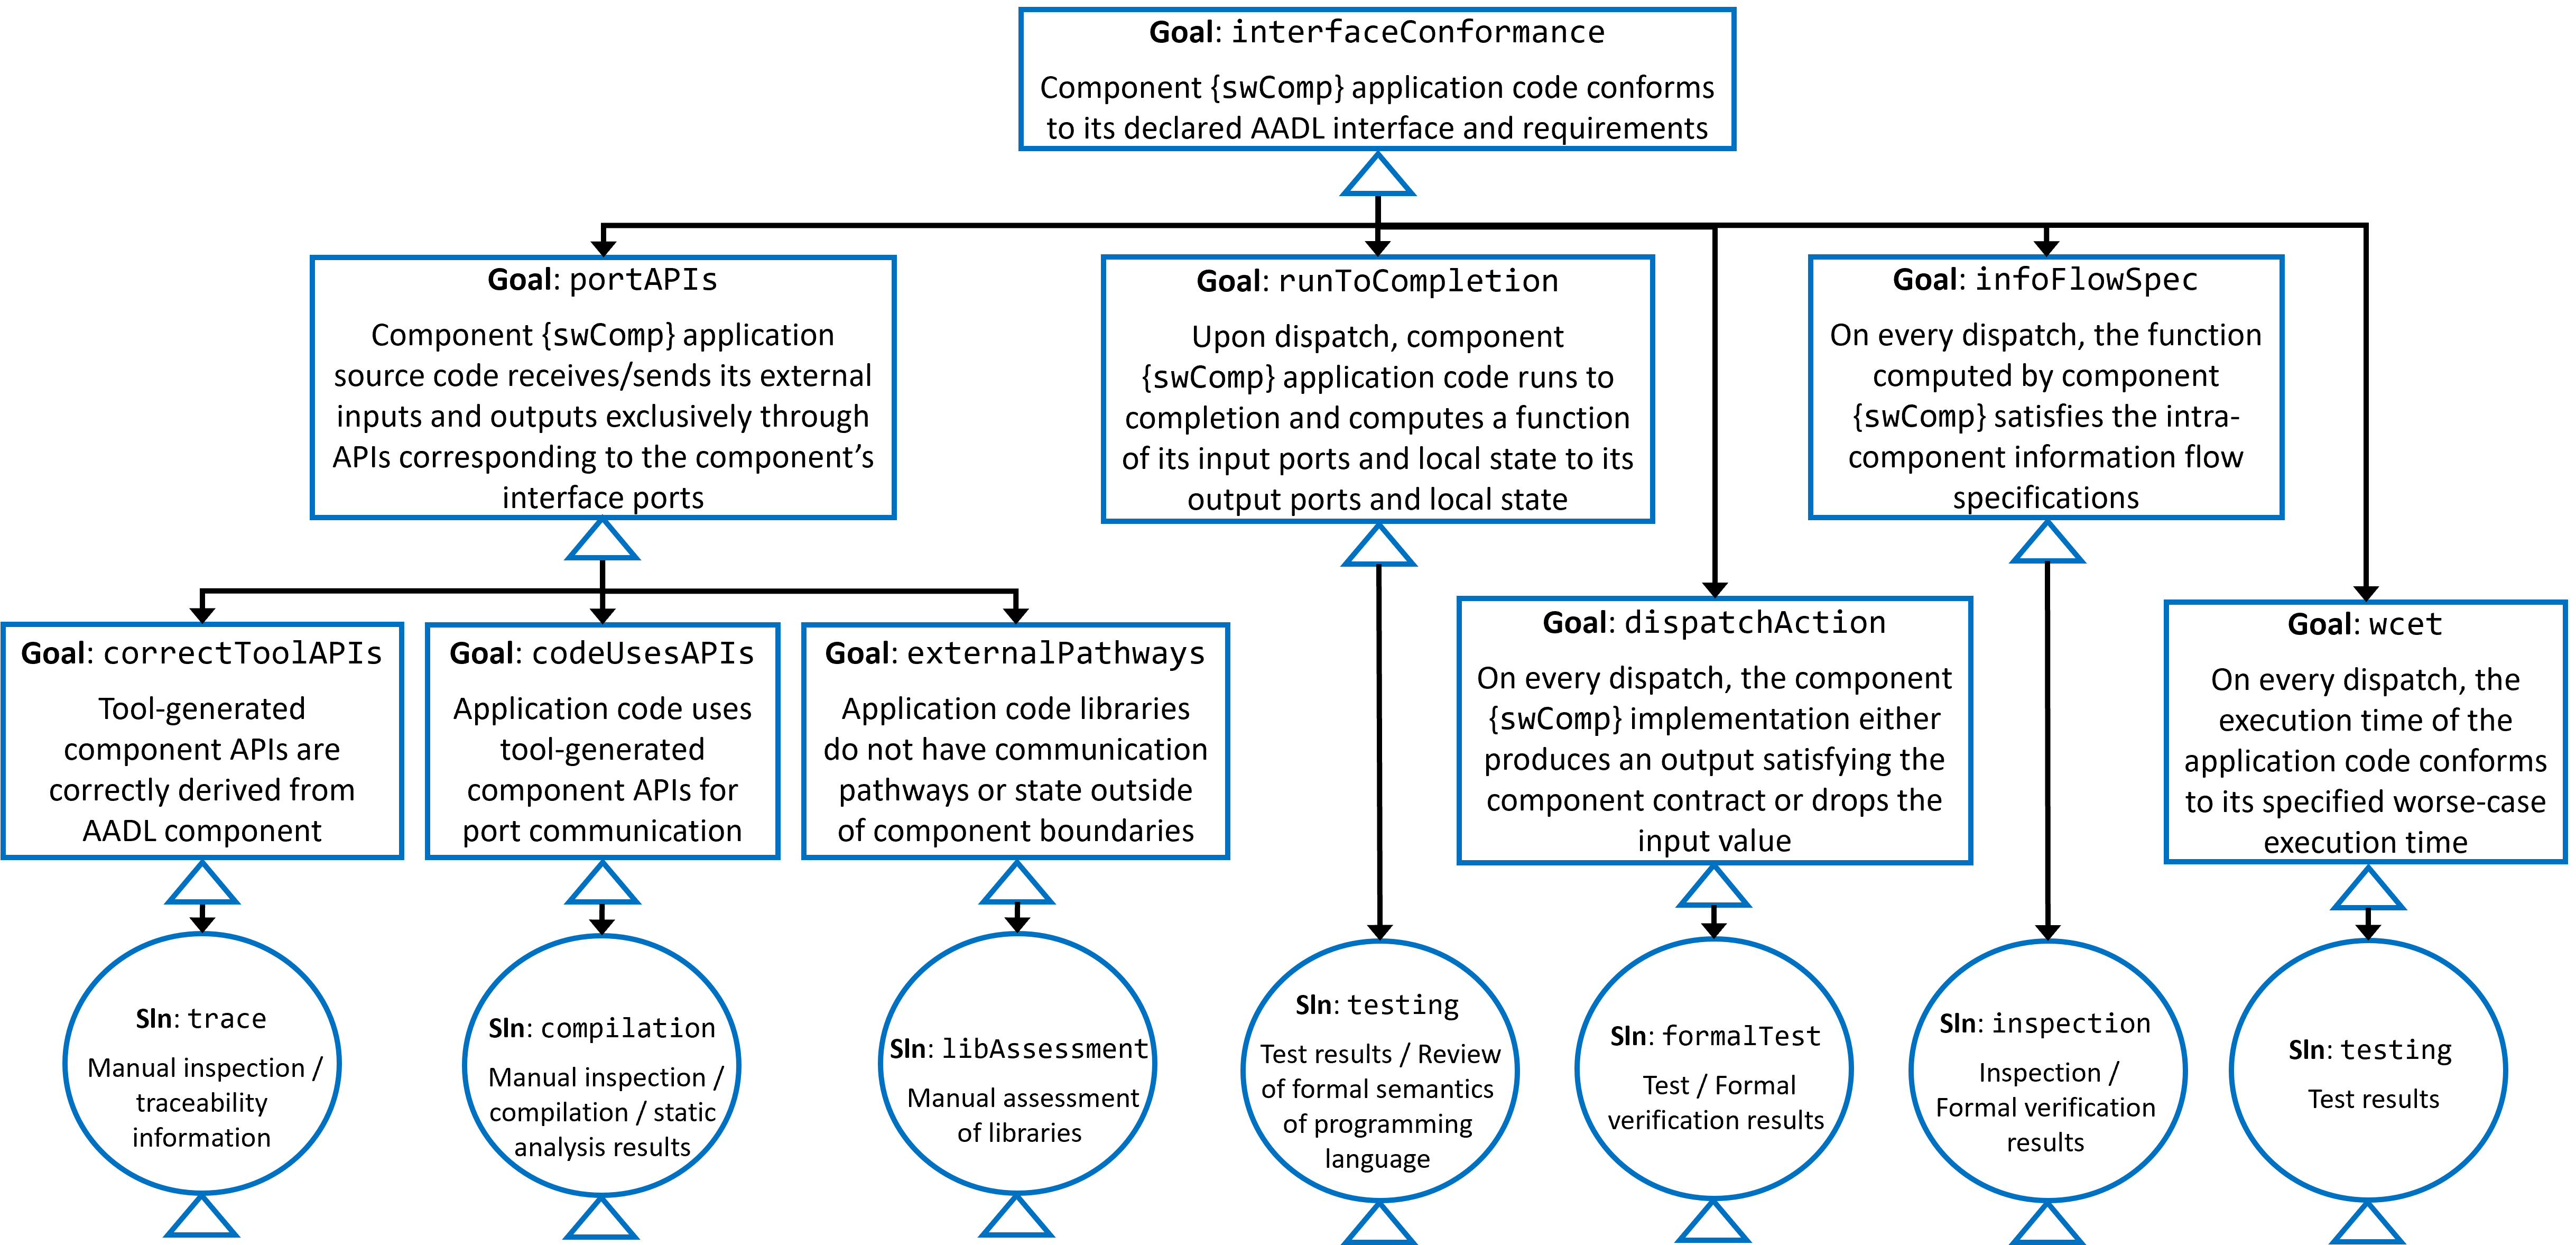 Goal: interfaceConformance
Component {swComp} application code conforms
to its declared AADL interface and requirements
Goal: portAPIs
Component {swComp} application
source code receives/sends its external
inputs and outputs exclusively through
APIs corresponding to the component’s
interface ports
Goal: runToCompletion
Upon dispatch, component
{swComp} application code runs to
completion and computes a function
of its input ports and local state to its
output ports and local state
Goal: infoFlowSpec
On every dispatch, the function
computed by component
{swComp} satisfies the intra-
component information flow
specifications
Goal: correctToolAPIs
Tool-generated
component APIs are
correctly derived from
AADL component
Goal: codeUsesAPIs
Application code uses
tool-generated
component APIs for
port communication
Goal: externalPathways
Application code libraries
do not have communication
pathways or state outside
of component boundaries
Goal: dispatchAction
On every dispatch, the component
{swComp} implementation either
produces an output satisfying the
component contract or drops the
input value
Goal: wcet
On every dispatch, the
execution time of the
application code conforms
to its specified worse-case
execution time
Sln: trace
Manual inspection /
traceability
information
Sln: compilation
Manual inspection /
compilation / static
analysis results
Sln: libAssessment
Manual assessment
of libraries
Sln: testing
Test results / Review
of formal semantics
of programming
language
Sln: formalTest
Test / Formal
verification results
Sln: inspection
Inspection /
Formal verification
results
Sln: testing
Test results